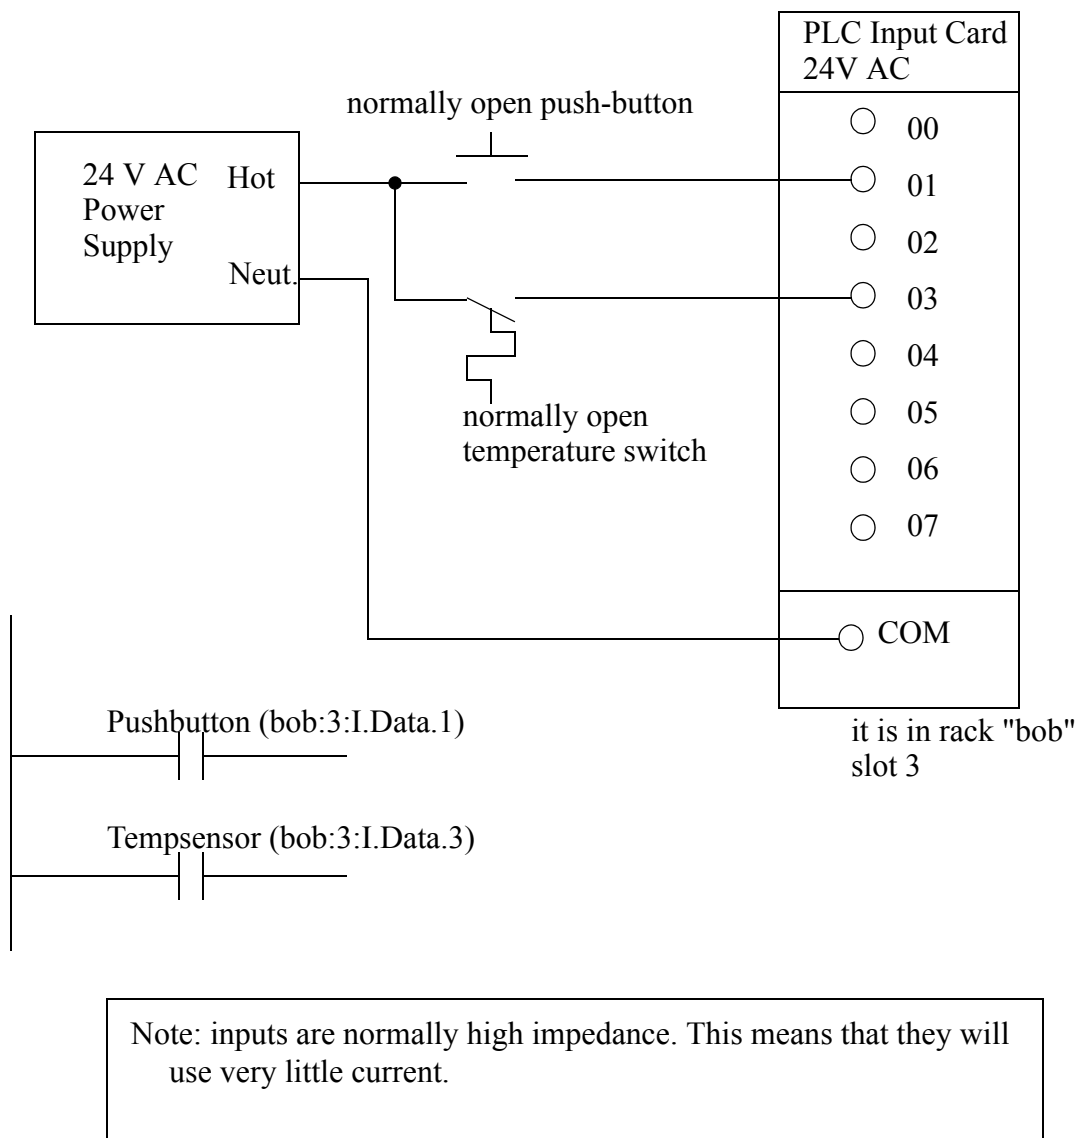 PLC Input Card
24V AC
normally open push-button
00
24 V AC
Power
Supply
Hot
01
02
Neut.
03
04
normally open
temperature switch
05
06
07
COM
Pushbutton (bob:3:I.Data.1)
it is in rack "bob"
slot 3
Tempsensor (bob:3:I.Data.3)
Note: inputs are normally high impedance. This means that they will
use very little current.